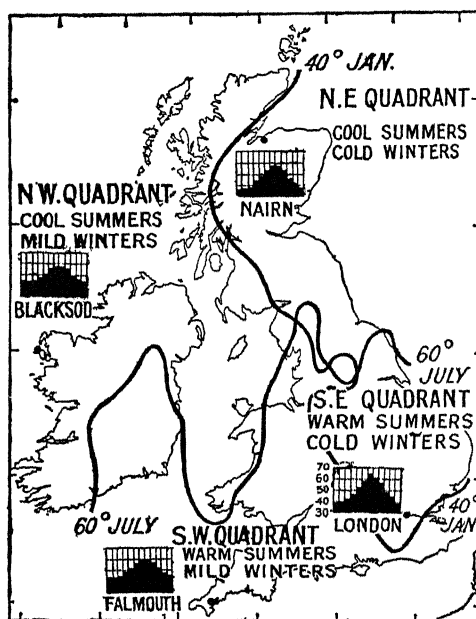 40° JAN.
N.E QUADRANT
COOL SUMMERS
COLD WINTERS
NAIRN
N.W. QUADRANT
COOL SUMMERS
MILD WINTERS
BLACKSOD
60°
JULY
S.E QUADRANT
WARM SUMMERS
COLD WINTERS
70
60
50
40
30
LONDON
40°
JAN
60° JULY
S.W. QUADRANT
WARM SUMMERS
MILD WINTERS
FALMOUTH